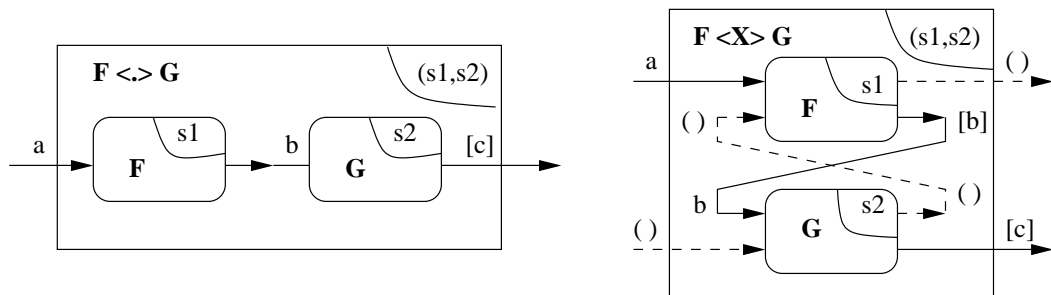 F <.> G
(s1,s2)
a
s1
F
b
s2
G
[c]
F <X> G
(s1,s2)
a
( )
s1
F
( )
[b]
b
( )
s2
G
( )
[c]